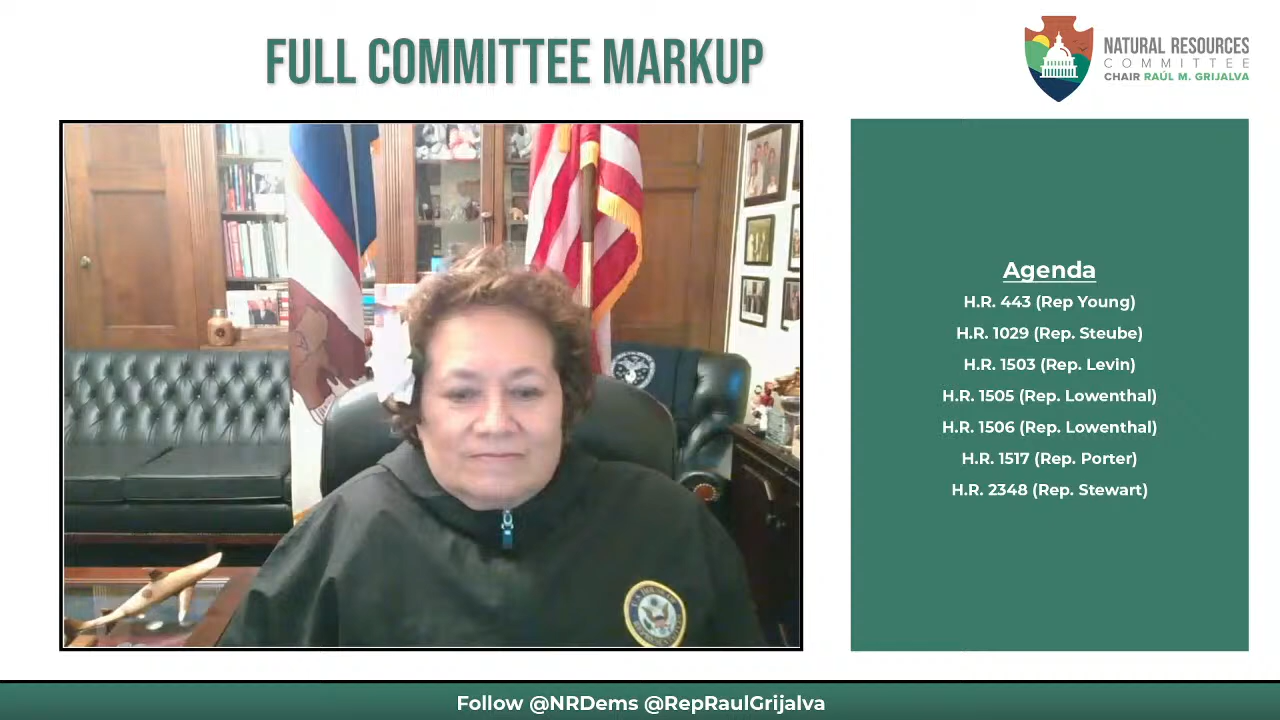 FULL COMMITTEE MARKUP
NATURAL RESOURCES
COMMITTEE
CHAIR RAÚL M. GRIJALVA
Agenda
H.R. 443 (Rep Young)
H.R. 1029 (Rep. Steube)
H.R. 1503 (Rep. Levin)
H.R. 1505 (Rep. Lowenthal)
H.R. 1506 (Rep. Lowenthal)
H.R. 1517 (Rep. Porter)
H.R. 2348 (Rep. Stewart)
Follow @NRDems @RepRaulGrijalva